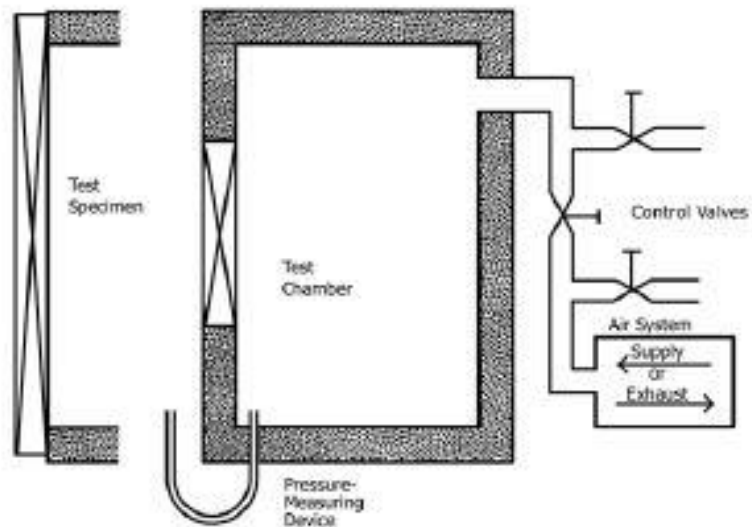 Test
Specimen
Test
Chamber
Control Valves
Air System
Supply
or
Exhaust
Pressure-
Measuring
Device